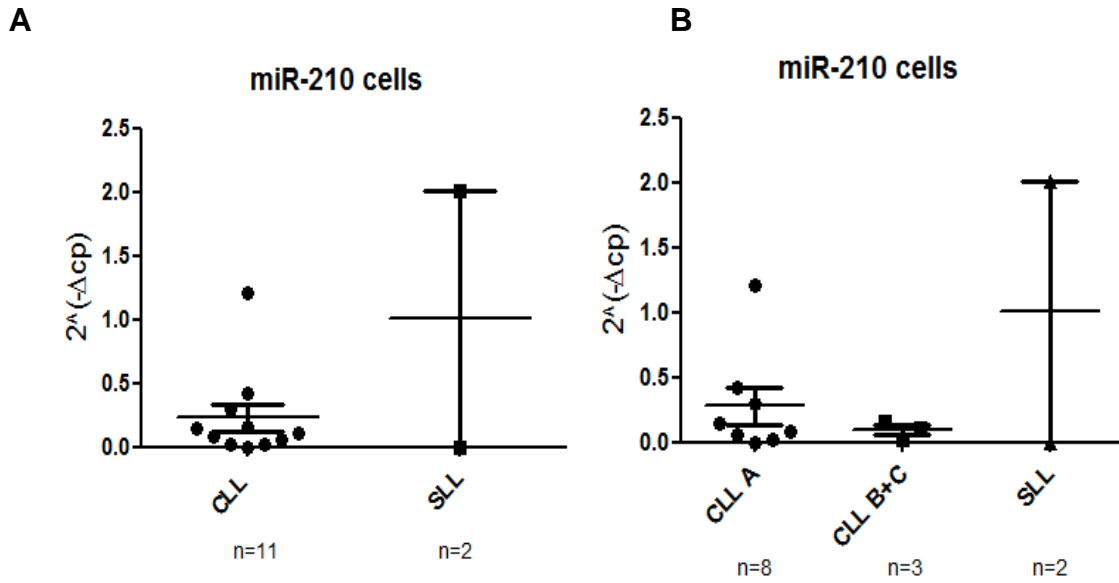 A
miR-210 cells
2^(-Δcp)
2.5
2.0
1.5
1.0
0.5
0.0
CLL
SLL
n=11
n=2
B
miR-210 cells
2^(-Δcp)
2.5
2.0
1.5
1.0
0.5
0.0
CLL A
CLL B+C
SLL
n=8
n=3
n=2